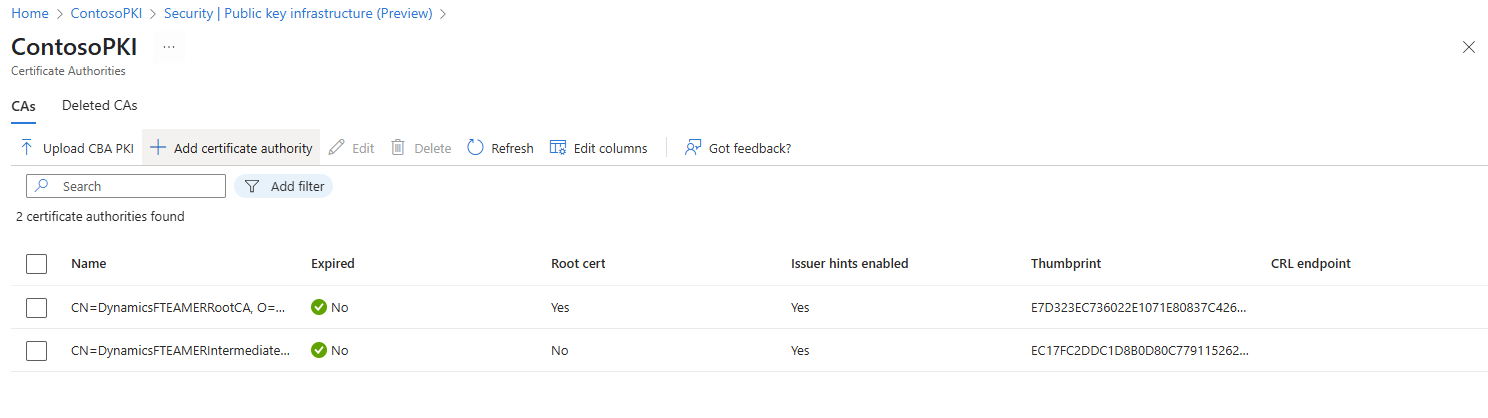 Home > ContosoPKI > Security | Public key infrastructure (Preview) >
ContosoPKI ...
Certificate Authorities
CAs Deleted CAs
Upload CBA PKI Add certificate authority Edit Delete Refresh Edit columns Got feedback?
Search Add filter
2 certificate authorities found
Name Expired Root cert Issuer hints enabled Thumbprint CRL endpoint
CN=DynamicsFTEAMERRootCA, O=... No Yes Yes E7D323EC736022E1071E80837C426...
CN=DynamicsFTEAMERIntermediate... No No Yes EC17FC2DDC1D8B0D80C779115262...